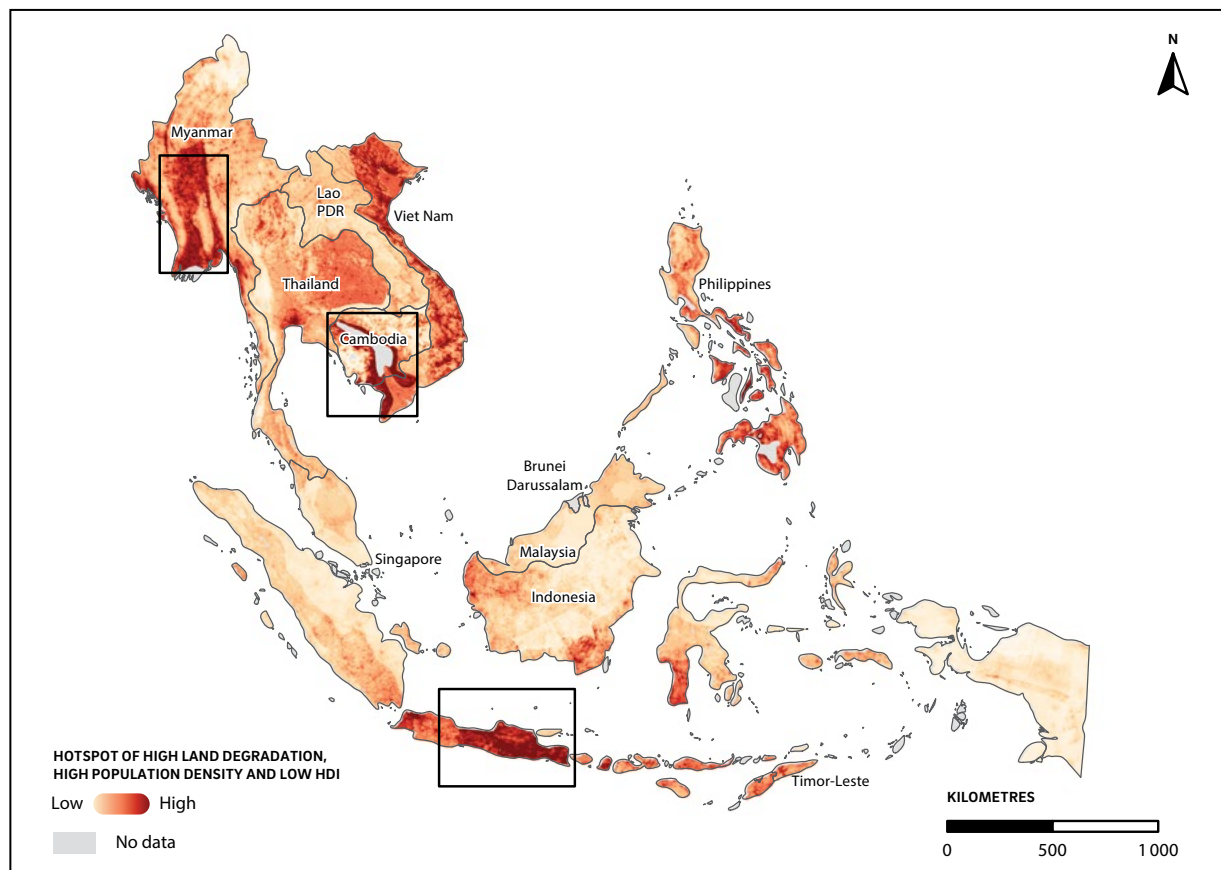 N
Myanmar
Lao
PDR
Viet Nam
Thailand
Philippines
Cambodia
Brunei
Darussalam
Malaysia
Singapore
Indonesia
HOTSPOT OF HIGH LAND DEGRADATION,
HIGH POPULATION DENSITY AND LOW HDI
Low High
No data
Timor-Leste
KILOMETRES
0 500 1 000